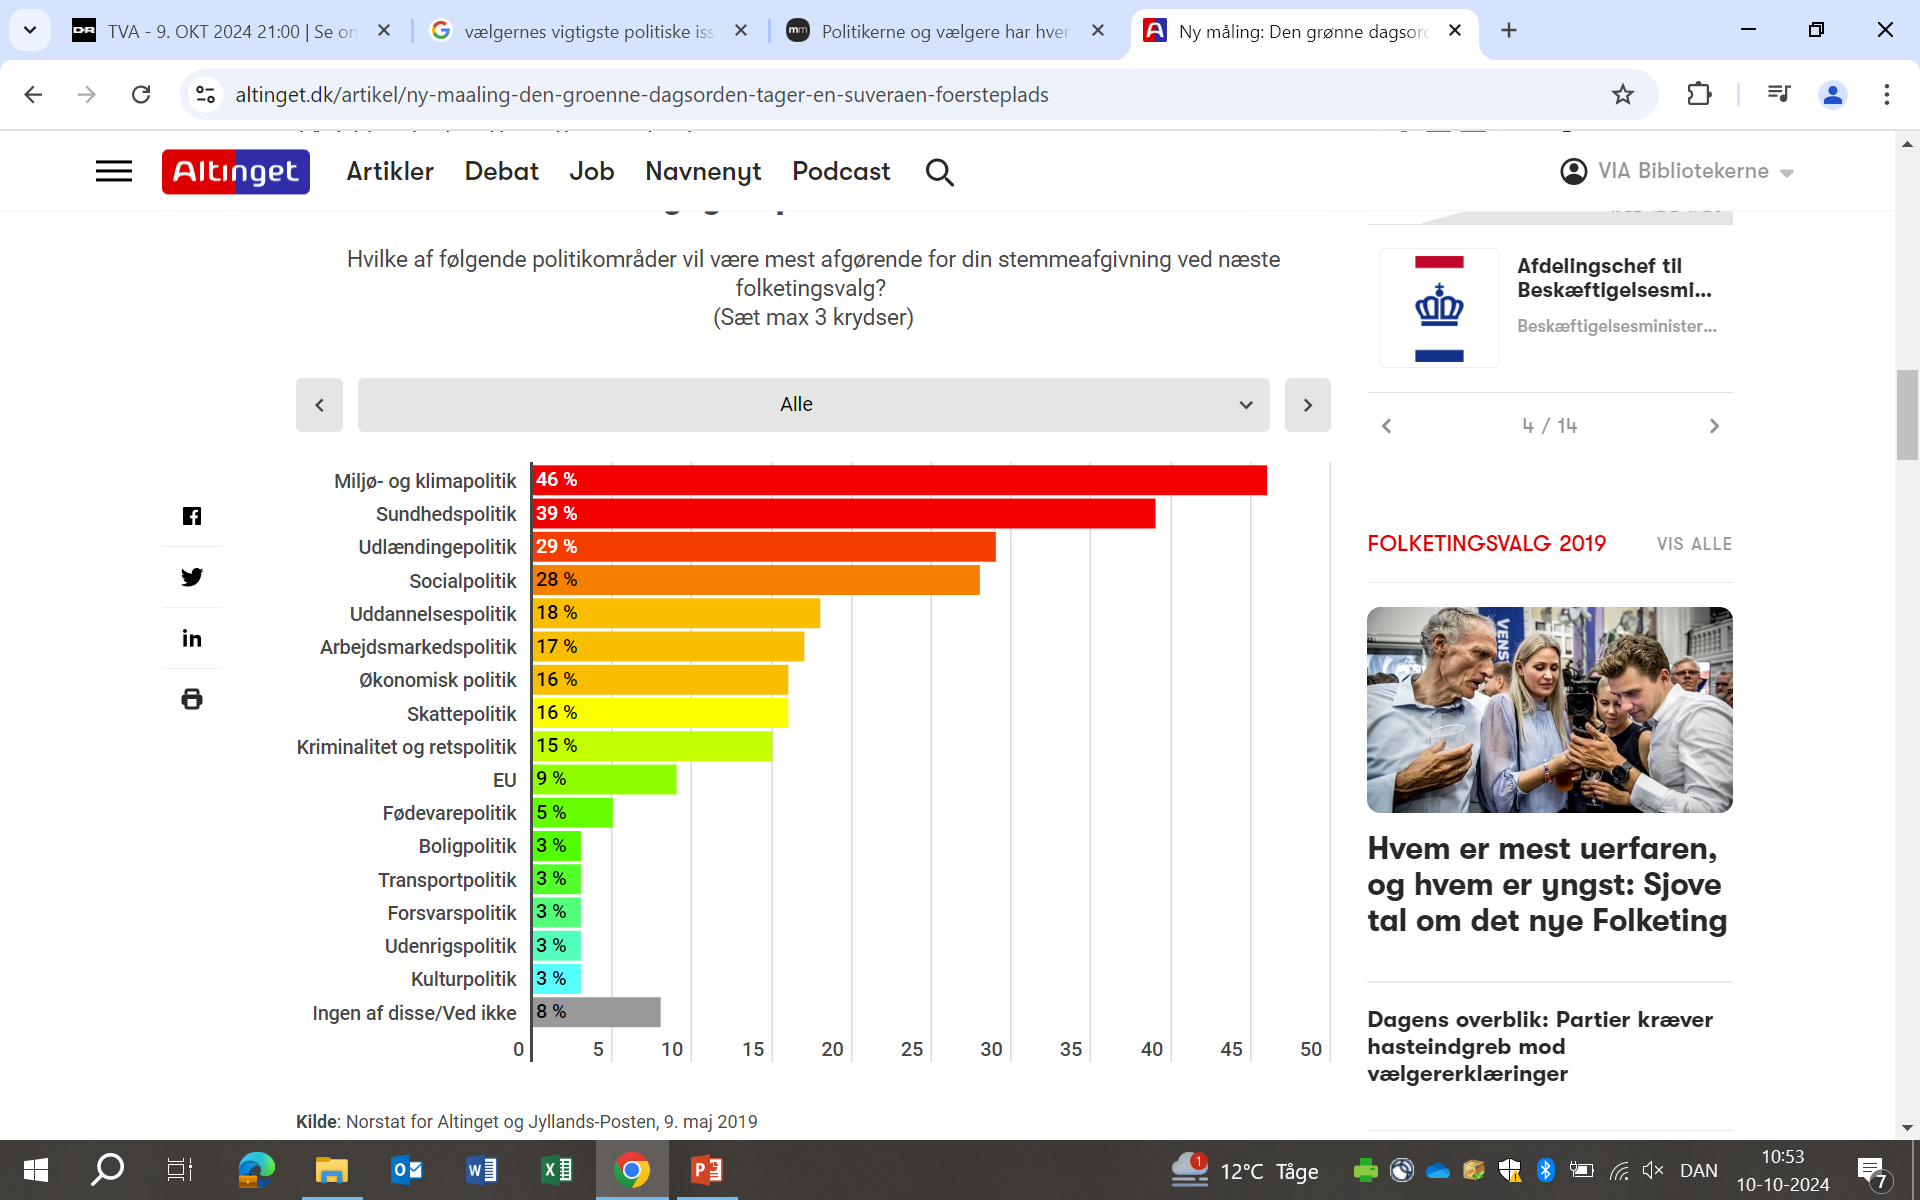 TVA - 9. OKT 2024 21:00 | Se on
vælgernes vigtigste politiske iss
Politikerne og vælgere har hver
Ny måling: Den grønne dagsord
altinget.dk/artikel/ny-maaling-den-groenne-dagsorden-tager-en-suveraen-foersteplads
Altinget
Artikler
Debat
Job
Navnenyt
Podcast
VIA Bibliotekerne
Hvilke af følgende politikområder vil være mest afgørende for din stemmeafgivning ved næste
folketingsvalg?
(Sæt max 3 krydser)
Alle
Miljø- og klimapolitik 46 %
Sundhedspolitik 39 %
Udlændingepolitik 29 %
Socialpolitik 28 %
Uddannelsespolitik 18 %
Arbejdsmarkedspolitik 17 %
Økonomisk politik 16 %
Skattepolitik 16 %
Kriminalitet og retspolitik 15 %
EU 9 %
Fødevarepolitik 5 %
Boligpolitik 3 %
Transportpolitik 3 %
Forsvarspolitik 3 %
Udenrigspolitik 3 %
Kulturpolitik 3 %
Ingen af disse/Ved ikke 8 %
0 5 10 15 20 25 30 35 40 45 50
Kilde: Norstat for Altinget og Jyllands-Posten, 9. maj 2019
Afdelingschef til
Beskæftigelsesmi...
Beskæftigelsesminister...
4 / 14
FOLKETINGSVALG 2019
VIS ALLE
VENS
Hvem er mest uerfaren,
og hvem er yngst: Sjove
tal om det nye Folketing
Dagens overblik: Partier kræver
hasteindgreb mod
vælgererklæringer
1
12°C Tåge
DAN
10:53
10-10-2024
7